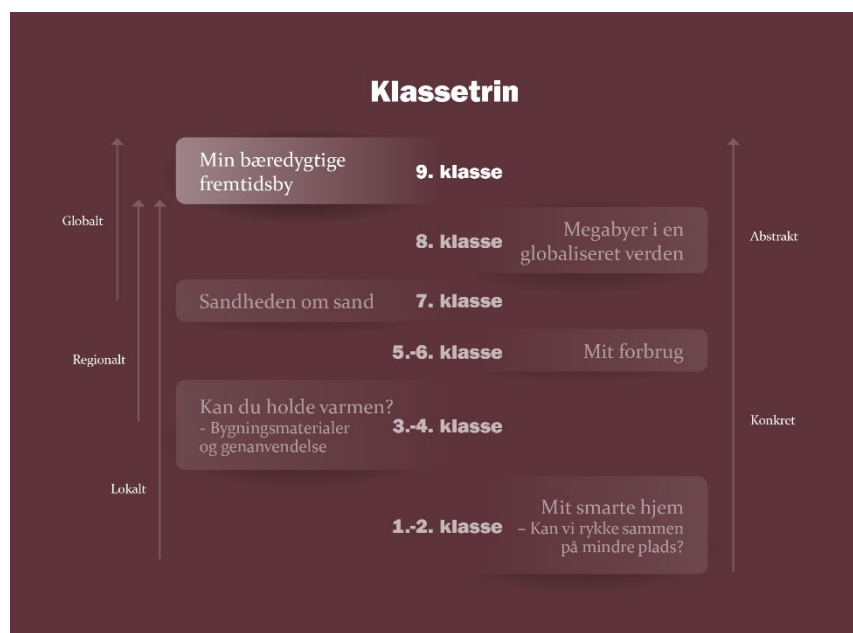 Klassetrin
Min bæredygtige
fremtidsby
9. klasse
Globalt
8. klasse
Megabyer i en
globaliseret verden
Abstrakt
Sandheden om sand
7. klasse
5.-6. klasse
Mit forbrug
Regionalt
Kan du holde varmen?
- Bygningsmaterialer
og genanvendelse
3.-4. klasse
Konkret
Lokalt
1.-2. klasse
Mit smarte hjem
– Kan vi rykke sammen
på mindre plads?